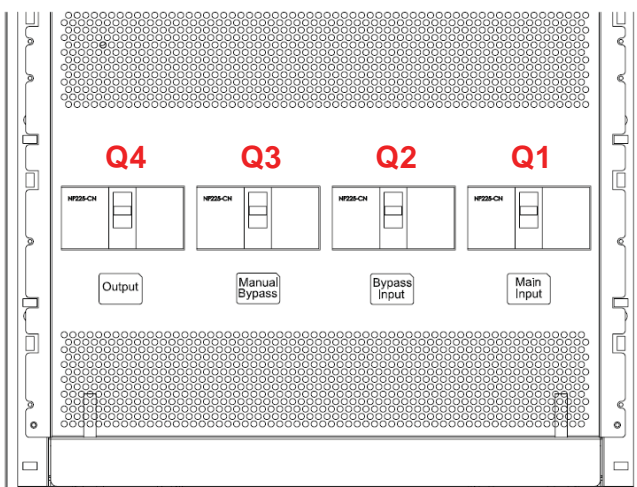 Q4 Q3 Q2 Q1
NF225-CN NF225-CN NF225-CN NF225-CN
Output
Manual
Bypass
Bypass
Input
Main
Input